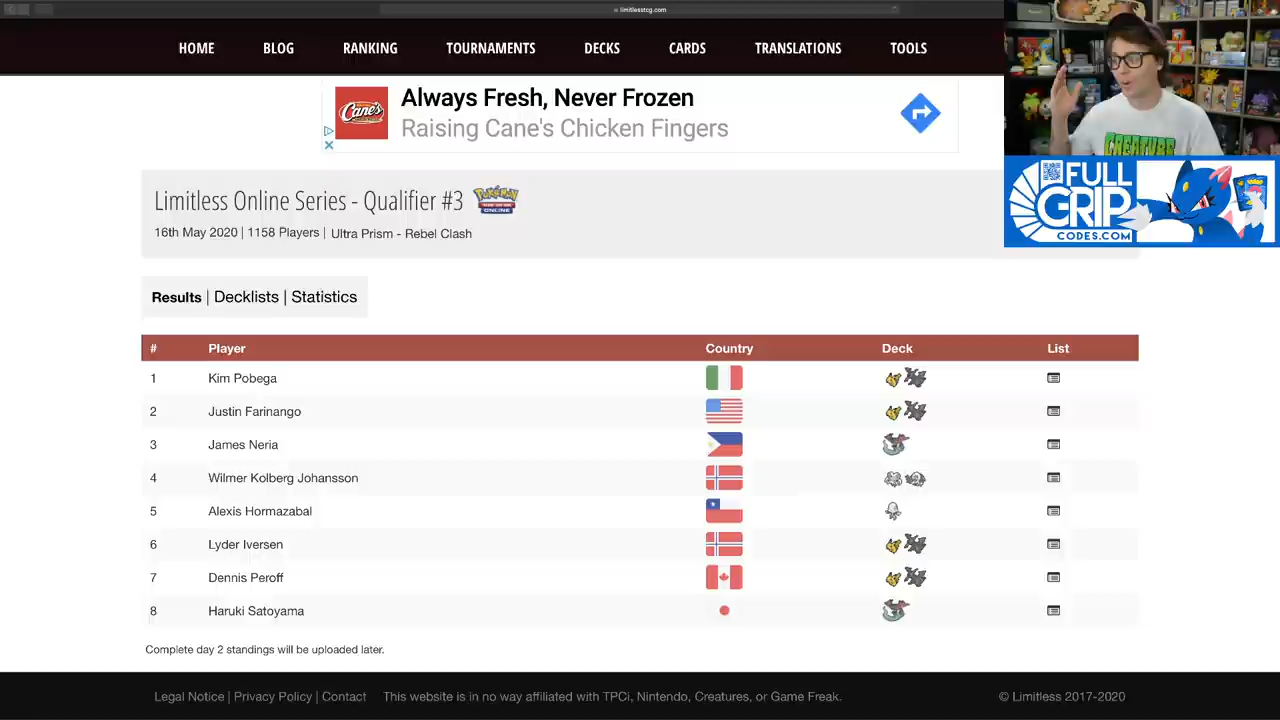 limitlesstcg.com
HOME BLOG RANKING TOURNAMENTS DECKS CARDS TRANSLATIONS TOOLS
Always Fresh, Never Frozen
Raising Cane's Chicken Fingers
Cane's
CREATURE
FULL
GRIP
CODES.COM
Limitless Online Series - Qualifier #3
16th May 2020 | 1158 Players | Ultra Prism - Rebel Clash
Results | Decklists | Statistics
# Player Country Deck List
1 Kim Pobega
2 Justin Farinango
3 James Neria
4 Wilmer Kolberg Johansson
5 Alexis Hormazabal
6 Lyder Iversen
7 Dennis Peroff
8 Haruki Satoyama
Complete day 2 standings will be uploaded later.
Legal Notice | Privacy Policy | Contact This website is in no way affiliated with TPCi, Nintendo, Creatures, or Game Freak. © Limitless 2017-2020